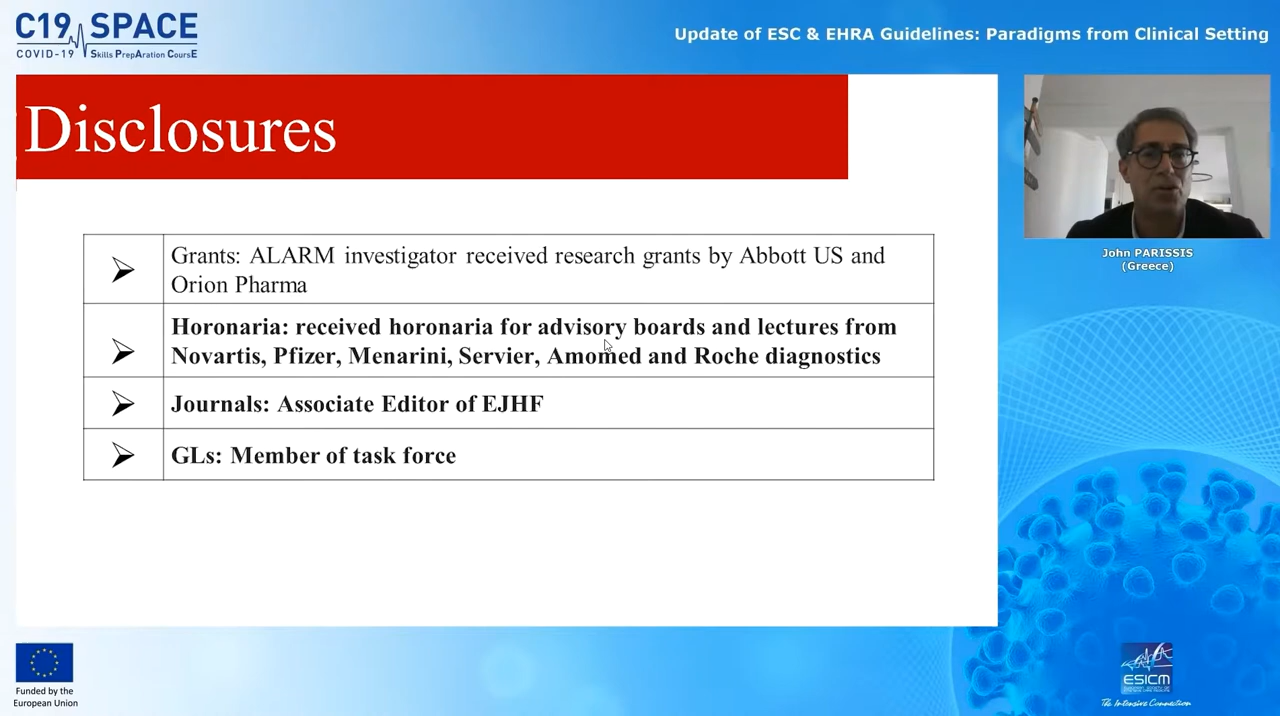 C19 SPACE
COVID-19 Skills PrepAration CoursE
Update of ESC & EHRA Guidelines: Paradigms from Clinical Setting
Disclosures
Grants: ALARM investigator received research grants by Abbott US and
Orion Pharma
Horonaria: received horonaria for advisory boards and lectures from
Novartis, Pfizer, Menarini, Servier, Amomed and Roche diagnostics
Journals: Associate Editor of EJHF
GLs: Member of task force
John PARISSIS
(Greece)
Funded by the
European Union
ESICM
The Intensive Connection